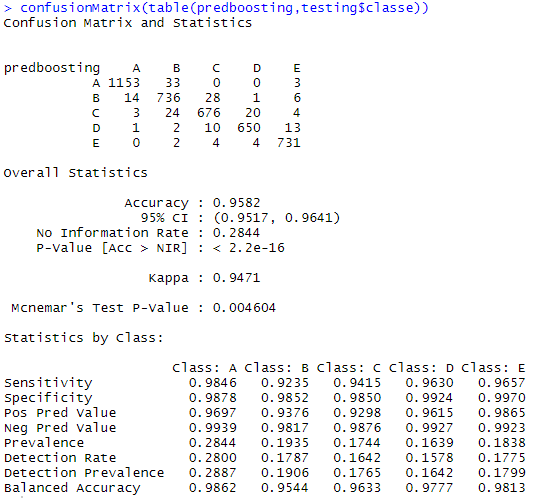 > confusionMatrix(table(predboosting,testing$classe))
Confusion Matrix and Statistics
predboosting A B C D E
A 1153 33 0 0 3
B 14 736 28 1 6
C 3 24 676 20 4
D 1 2 10 650 13
E 0 2 4 4 731
Overall Statistics
Accuracy : 0.9582
95% CI : (0.9517, 0.9641)
No Information Rate : 0.2844
P-Value [Acc > NIR] : < 2.2e-16
Kappa : 0.9471
Mcnemar's Test P-Value : 0.004604
Statistics by Class:
Class: A Class: B Class: C Class: D Class: E
Sensitivity 0.9846 0.9235 0.9415 0.9630 0.9657
Specificity 0.9878 0.9852 0.9850 0.9924 0.9970
Pos Pred Value 0.9697 0.9376 0.9298 0.9615 0.9865
Neg Pred Value 0.9939 0.9817 0.9876 0.9927 0.9923
Prevalence 0.2844 0.1935 0.1744 0.1639 0.1838
Detection Rate 0.2800 0.1787 0.1642 0.1578 0.1775
Detection Prevalence 0.2887 0.1906 0.1765 0.1642 0.1799
Balanced Accuracy 0.9862 0.9544 0.9633 0.9777 0.9813